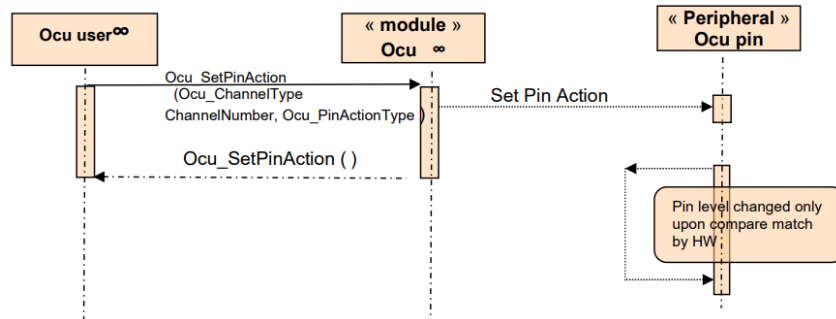 Ocu user∞
« module »
Ocu ∞
« Peripheral »
Ocu pin
Ocu_SetPinAction
(Ocu_ChannelType
ChannelNumber, Ocu_PinActionType )
Set Pin Action
Ocu_SetPinAction ( )
Pin level changed only
upon compare match
by HW